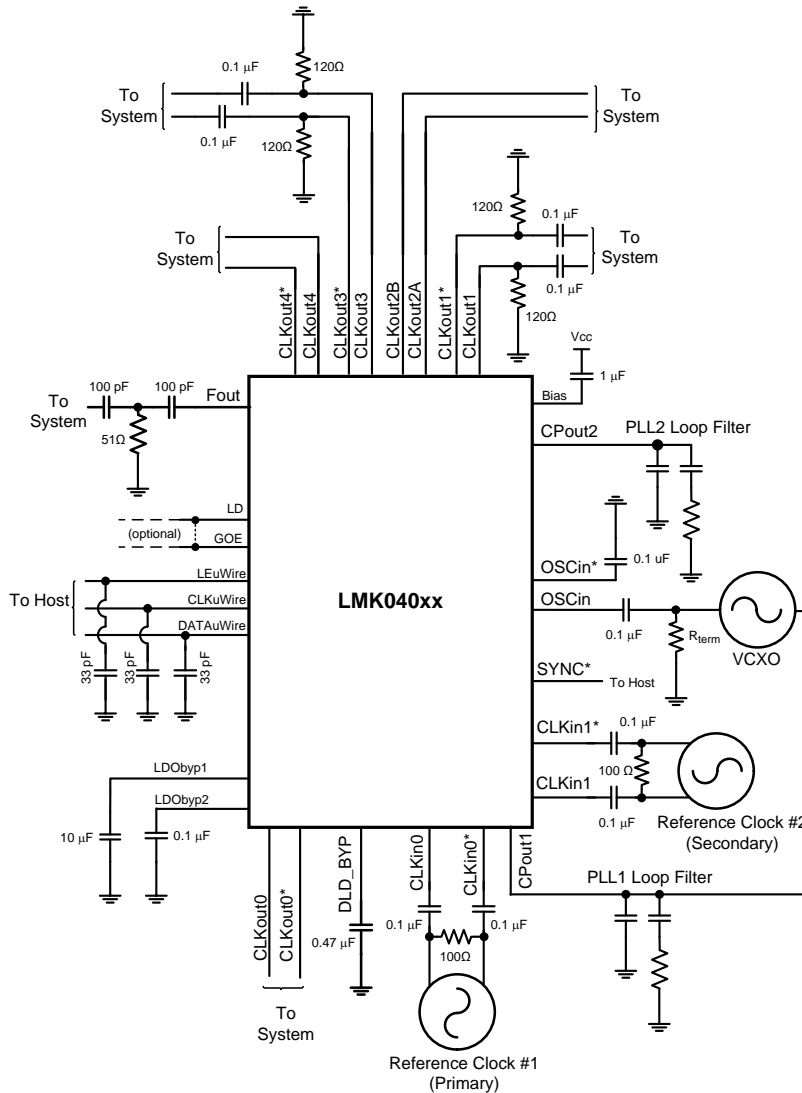 0.1 µF
120Ω
To
System
0.1 µF
120Ω
To
System
120Ω
0.1 µF
To
System
0.1 µF
120Ω
To
System
CLKout4*
CLKout4
CLKout3*
CLKout3
CLKout2B
CLKout2A
CLKout1*
CLKout1
Vcc
1 µF
Bias
100 pF
100 pF
Fout
To
System
51Ω
CPout2
PLL2 Loop Filter
LD
(optional)
GOE
0.1 uF
OSCin*
LEuWire
To Host
CLKuWire
DATAuWire
33 pF
33 pF
33 pF
LMK040xx
OSCin
0.1 µF
Rterm
VCXO
SYNC*
To Host
CLKin1*
0.1 µF
100 Ω
CLKin1
0.1 µF
Reference Clock #2
(Secondary)
LDObyp1
LDObyp2
10 µF
0.1 µF
CLKout0
CLKout0*
DLD_BYP
CLKin0
CLKin0*
CPout1
PLL1 Loop Filter
0.47 µF
0.1 µF
0.1 µF
100Ω
To
System
Reference Clock #1
(Primary)